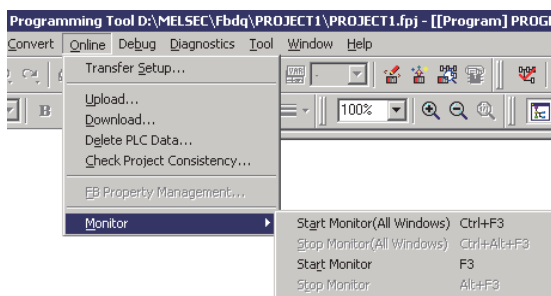 Programming Tool D:\MELSEC\Fbdq\PROJECT1\PROJECT1.fpj - [[Program] PROG
Convert Online Debug Diagnostics Tool Window Help
Transfer Setup...
B
Upload...
100%
Download...
Delete PLC Data...
Check Project Consistency...
FB Property Management...
Monitor
Start Monitor(All Windows) Ctrl+F3
Stop Monitor(All Windows) Ctrl+Alt+F3
Start Monitor F3
Stop Monitor Alt+F3